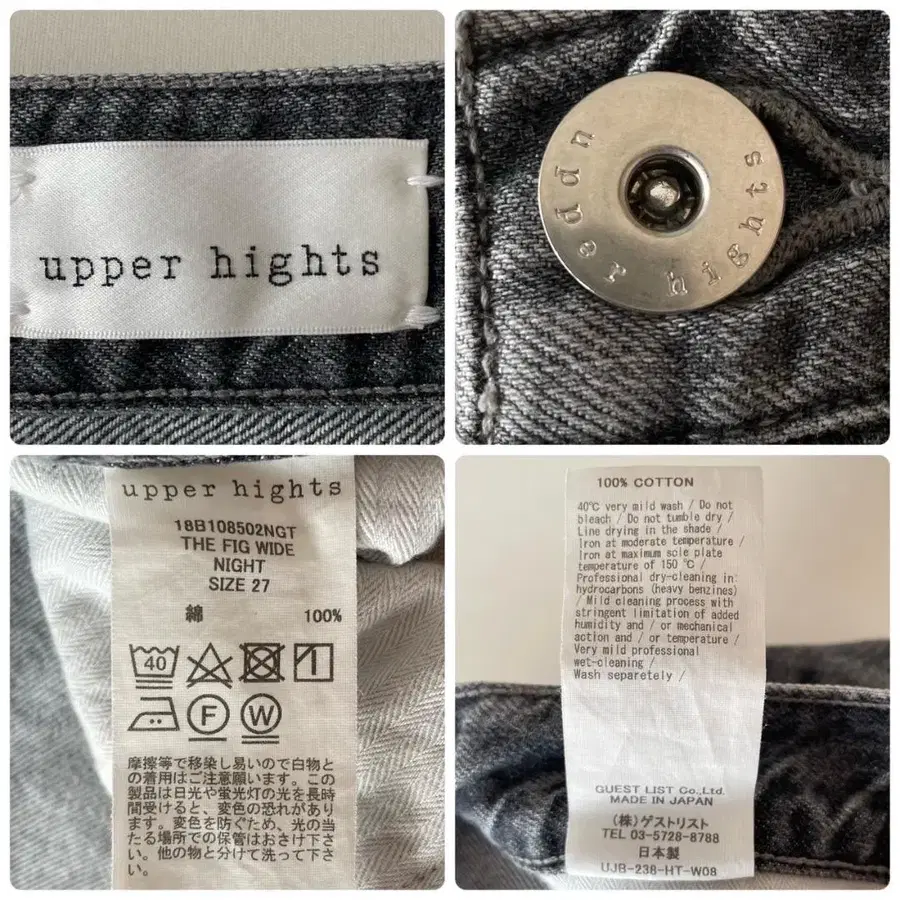 upper hights
upper hights
upper hights
18B108502NGT
THE FIG WIDE
NIGHT
SIZE 27
綿 100%
40
F W
摩擦等で移染し易いので白物と
の着用はご注意願います。この
製品は日光や蛍光灯の光を長時
間受けると、変色の恐れがあり
ます。変色を防ぐため、光の当
たる場所での保管はおさけ下さ
い。他の物と分けて洗って下さ
い。
100% COTTON
40℃ very mild wash / Do not
bleach / Do not tumble dry /
Line drying in the shade /
Iron at moderate temperature /
Iron at maximum sole plate
temperature of 150 ℃ /
Professional dry-cleaning in
hydrocarbons (heavy benzines)
/ Mild cleaning process with
stringent limitation of added
humidity and / or mechanical
action and / or temperature /
Very mild professional
wet-cleaning /
Wash separetely /
GUEST LIST Co.,Ltd.
MADE IN JAPAN
(株)ゲストリスト
TEL 03-5728-8788
日本製
UJB-238-HT-W08